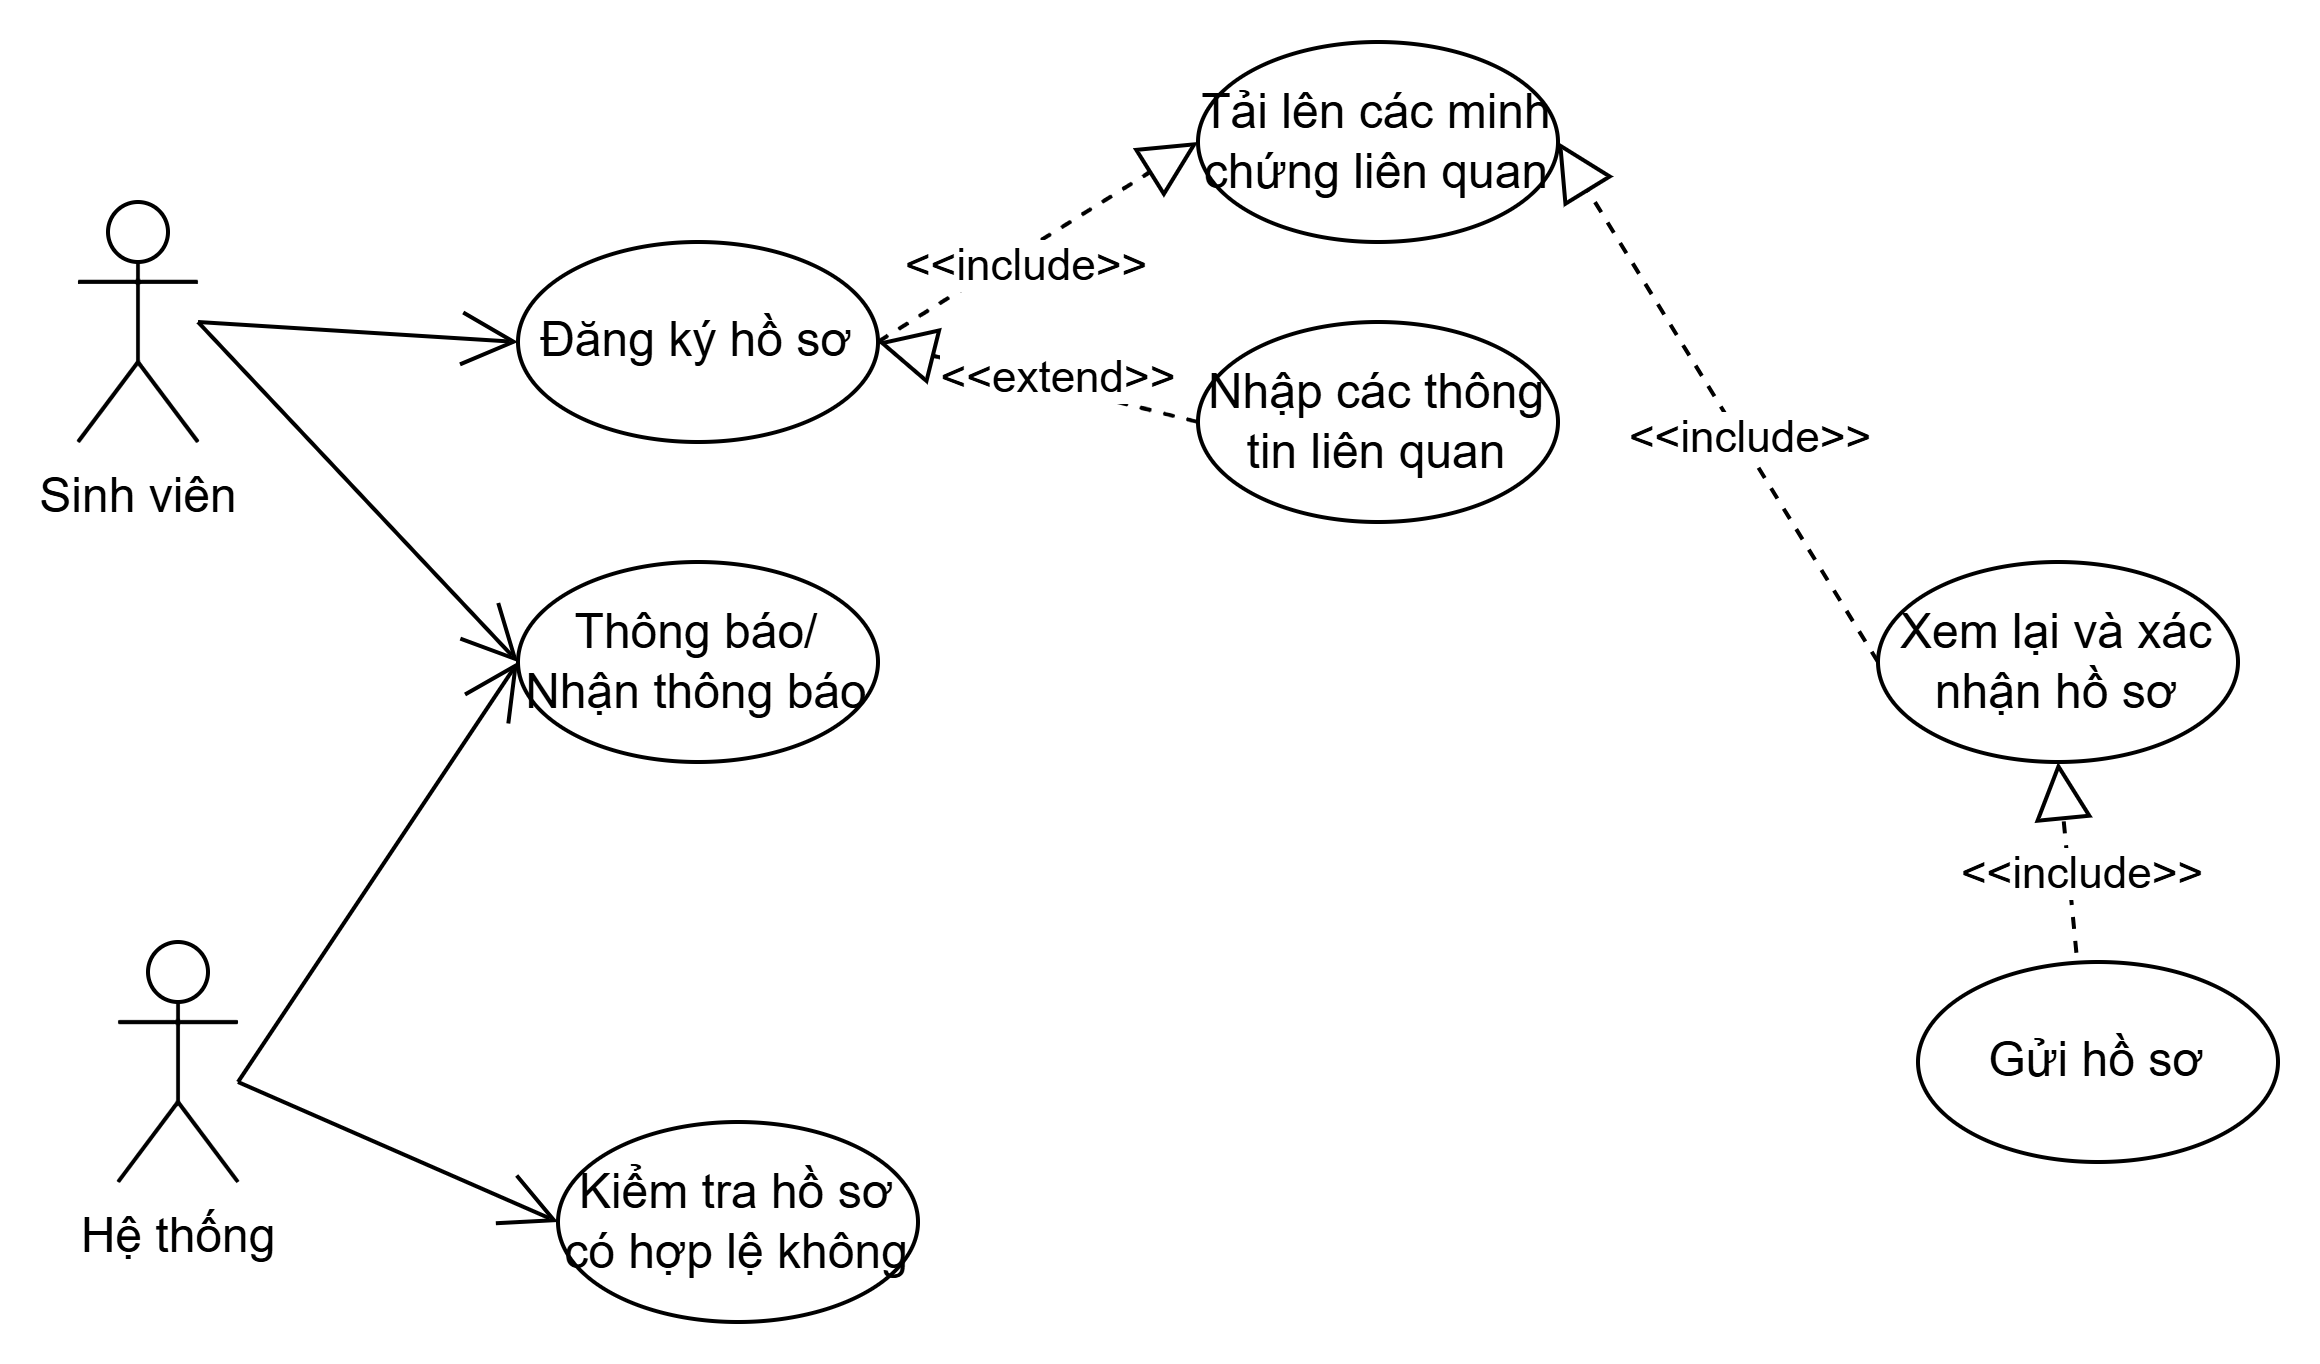 Tải lên các minh
chứng liên quan
<<include>>
Đăng ký hồ sơ
<<extend>>
Nhập các thông
tin liên quan
Sinh viên
<<include>>
Thông báo/
Nhận thông báo
Xem lại và xác
nhận hồ sơ
<<include>>
Gửi hồ sơ
Kiểm tra hồ sơ
có hợp lệ không
Hệ thống